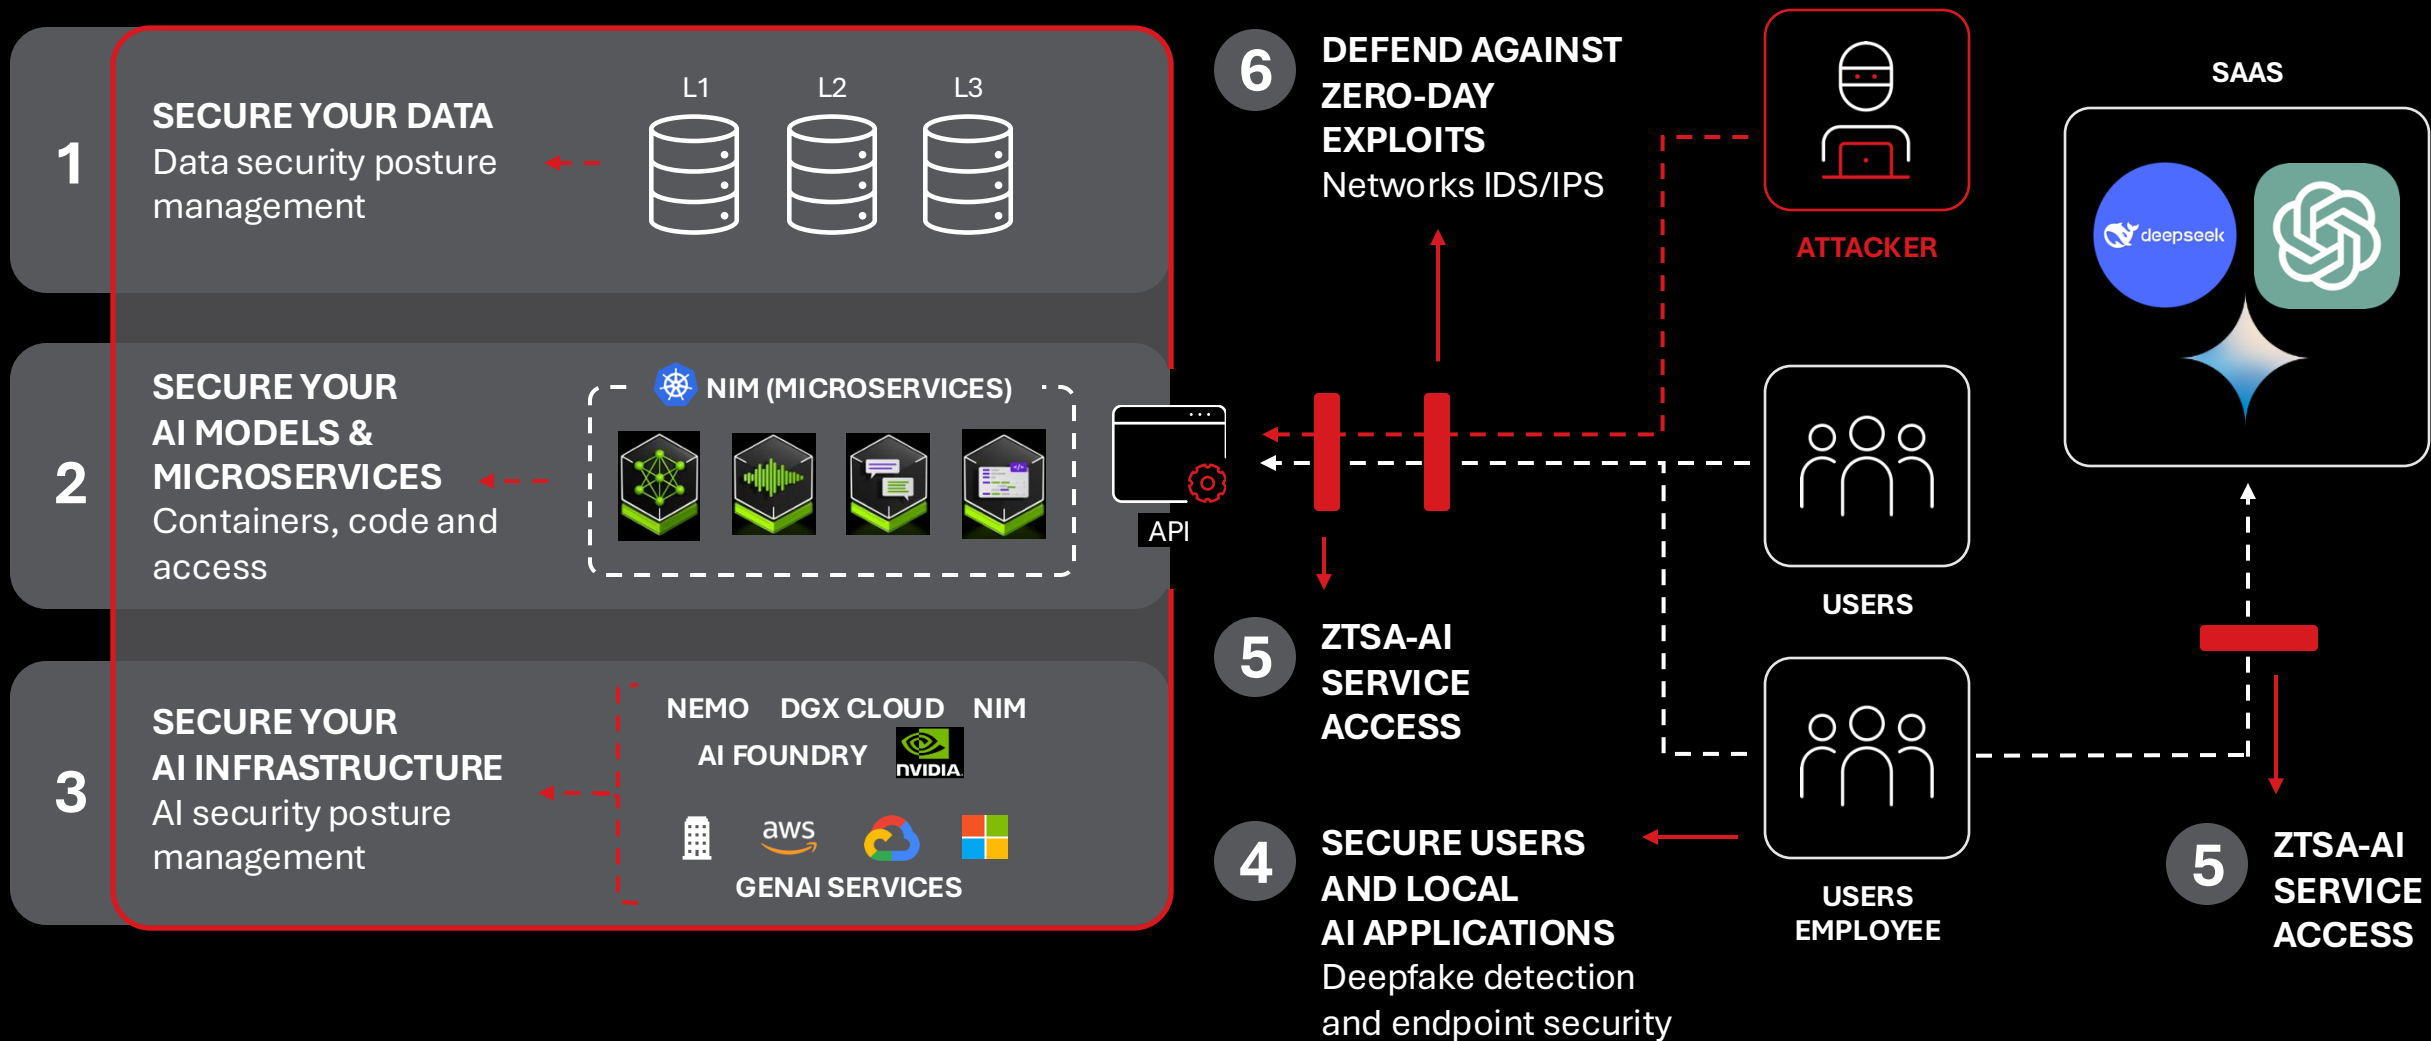 1
SECURE YOUR DATA
Data security posture
management
L1
L2
L3
2
SECURE YOUR
AI MODELS &
MICROSERVICES
Containers, code and
access
NIM (MICROSERVICES)
API
3
SECURE YOUR
AI INFRASTRUCTURE
AI security posture
management
NEMO DGX CLOUD NIM
AI FOUNDRY
NVIDIA
aws
GENAI SERVICES
6
DEFEND AGAINST
ZERO-DAY
EXPLOITS
Networks IDS/IPS
5
ZTSA-AI
SERVICE
ACCESS
4
SECURE USERS
AND LOCAL
AI APPLICATIONS
Deepfake detection
and endpoint security
ATTACKER
USERS
USERS
EMPLOYEE
SAAS
deepseek
5
ZTSA-AI
SERVICE
ACCESS